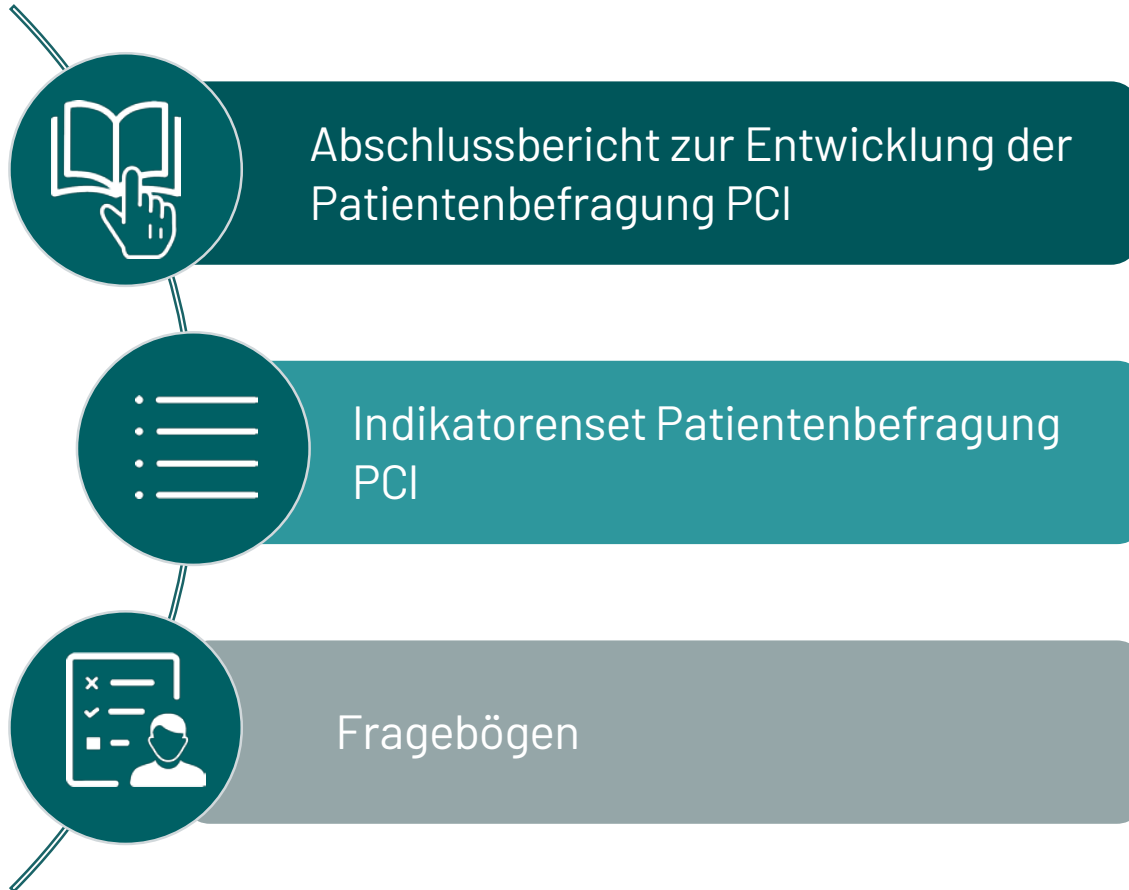 Abschlussbericht zur Entwicklung der
Patientenbefragung PCI
Indikatorenset Patientenbefragung
PCI
Fragebögen